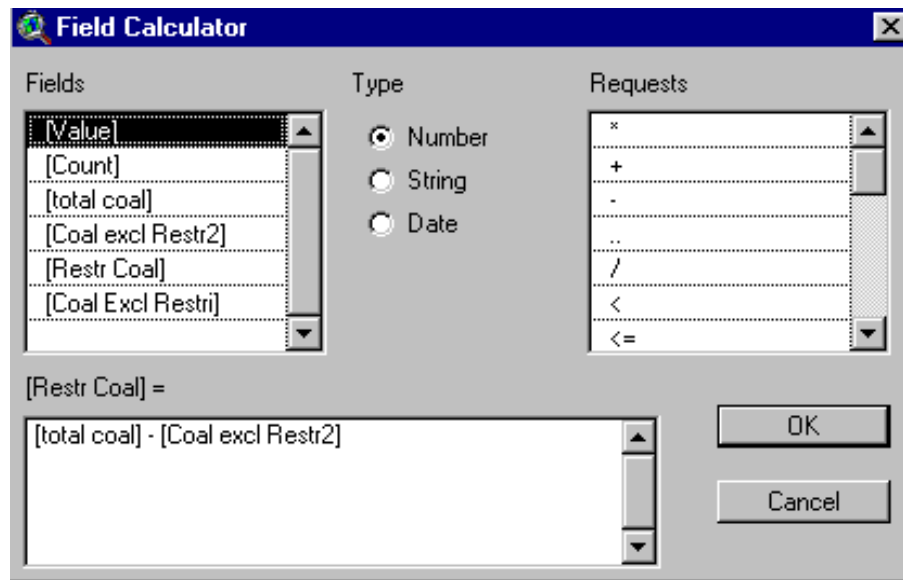 Field Calculator
Fields
Type
Requests
[Value]
[Count]
[total coal]
[Coal excl Restr2]
[Restr Coal]
[Coal Excl Restri]
Number
String
Date
*
+
-
..
/
<
<=
[Restr Coal] =
[total coal] - [Coal excl Restr2]
OK
Cancel